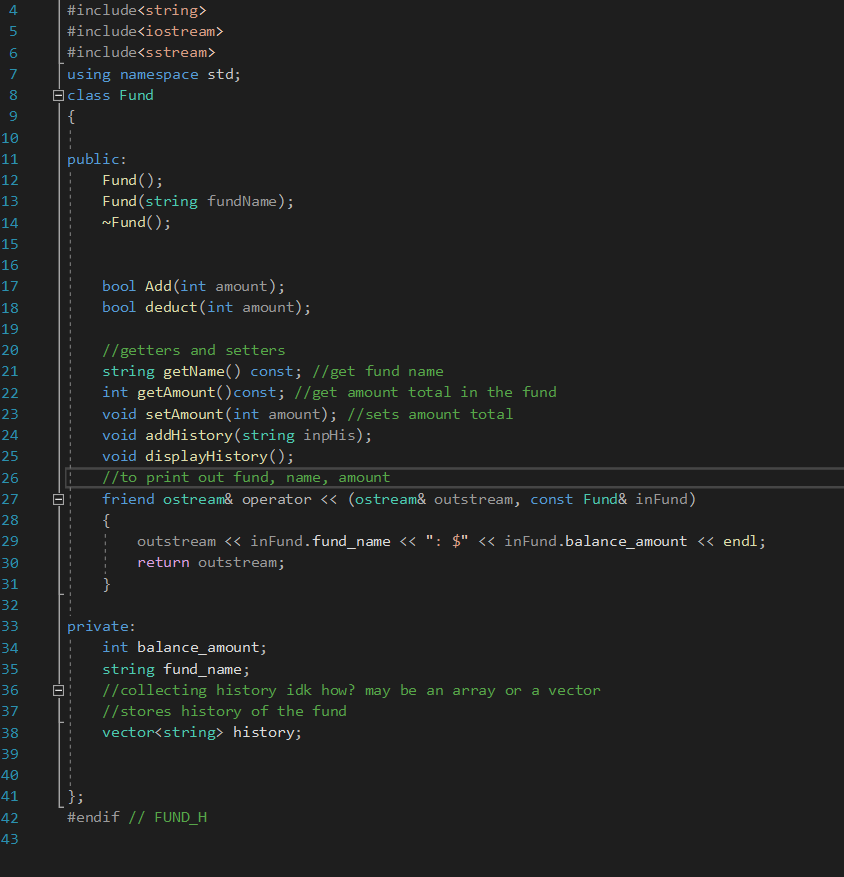 4 #include<string>
5 #include<iostream>
6 #include<sstream>
7 using namespace std;
8 class Fund
9 {
10
11 public:
12     Fund();
13     Fund(string fundName);
14     ~Fund();
15
16
17     bool Add(int amount);
18     bool deduct(int amount);
19
20     //getters and setters
21     string getName() const; //get fund name
22     int getAmount()const; //get amount total in the fund
23     void setAmount(int amount); //sets amount total
24     void addHistory(string inpHis);
25     void displayHistory();
26     //to print out fund, name, amount
27     friend ostream& operator << (ostream& outstream, const Fund& inFund)
28     {
29         outstream << inFund.fund_name << ": $" << inFund.balance_amount << endl;
30         return outstream;
31     }
32
33 private:
34     int balance_amount;
35     string fund_name;
36     //collecting history idk how? may be an array or a vector
37     //stores history of the fund
38     vector<string> history;
39
40
41 };
42 #endif // FUND_H
43